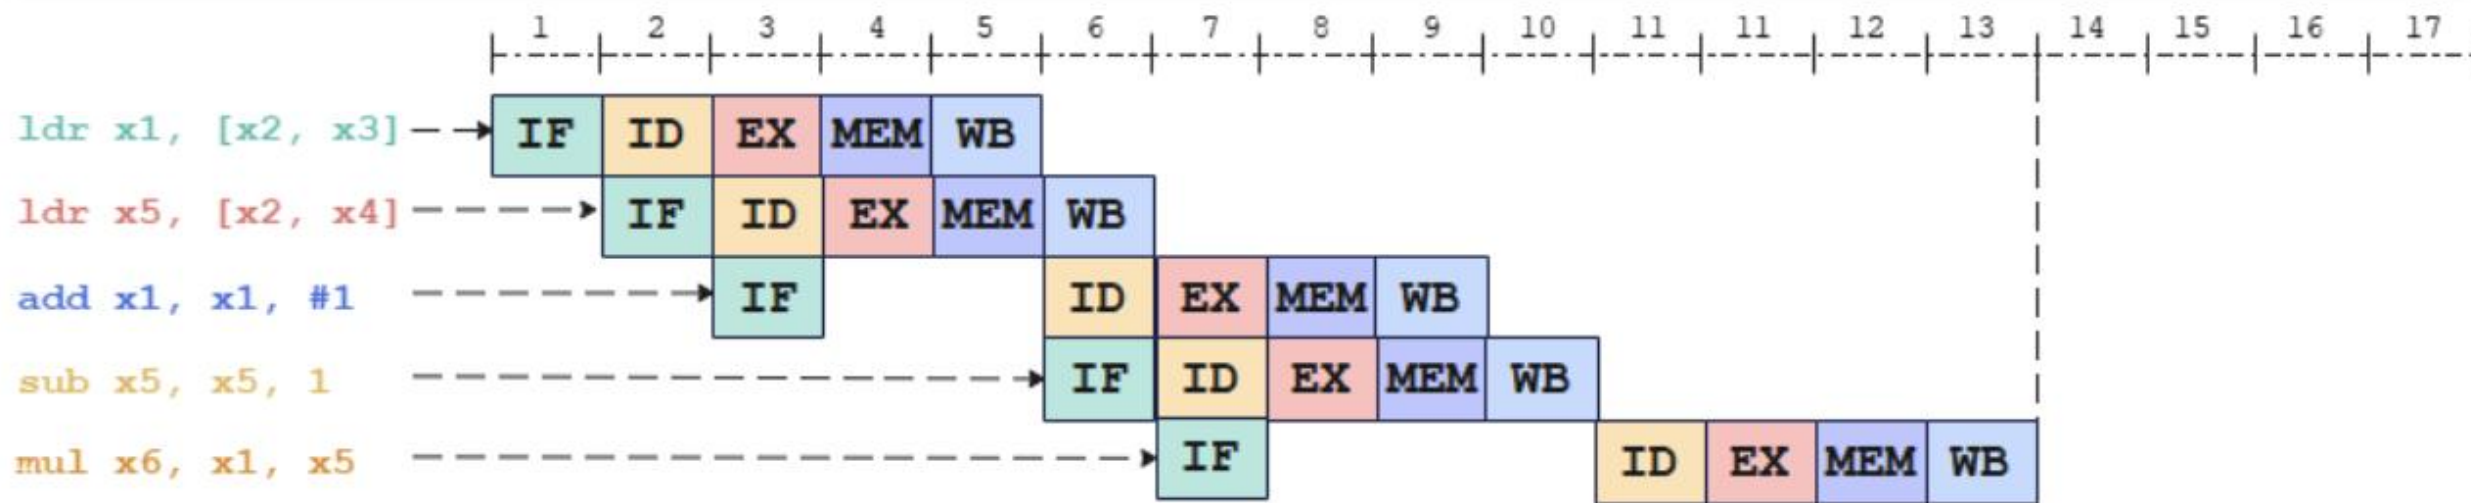 1 2 3 4 5 6 7 8 9 10 11 11 12 13 14 15 16 17
ldr x1, [x2, x3] IF ID EX MEM WB
ldr x5, [x2, x4] IF ID EX MEM WB
add x1, x1, #1 IF ID EX MEM WB
sub x5, x5, 1 IF ID EX MEM WB
mul x6, x1, x5 IF ID EX MEM WB